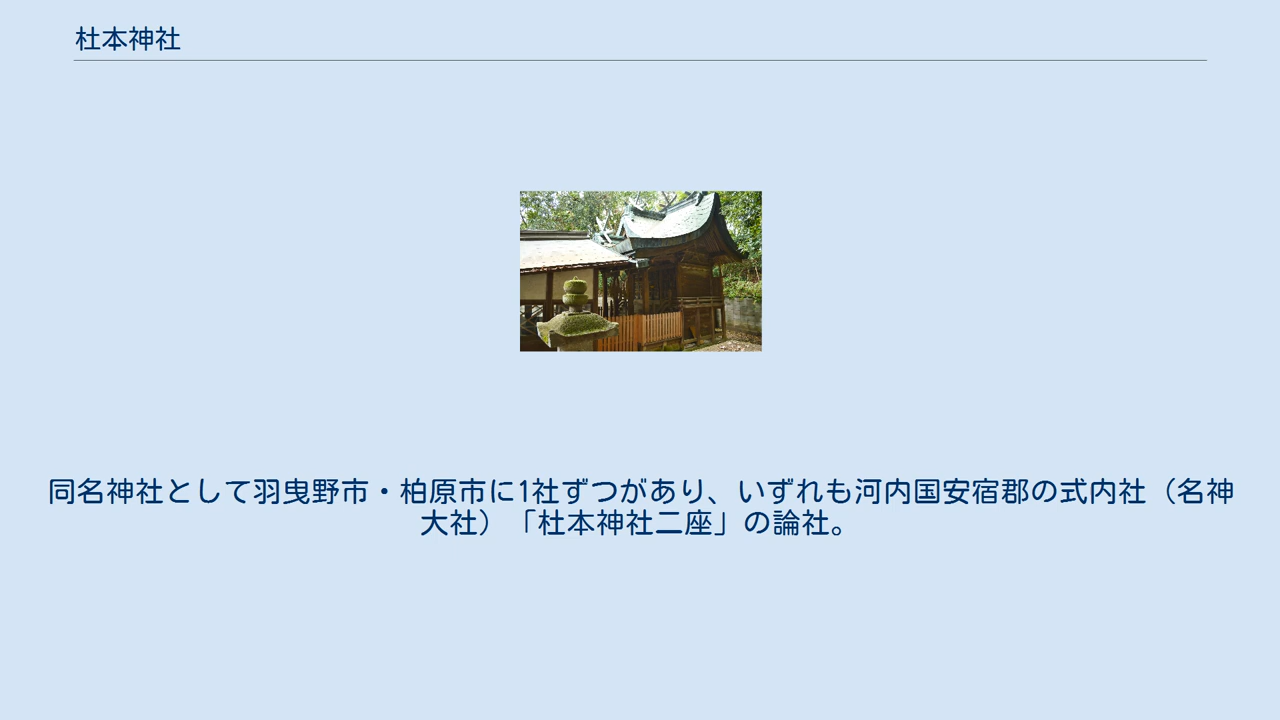 杜本神社
同名神社として羽曳野市・柏原市に1社ずつがあり、いずれも河内国安宿郡の式内社（名神
大社）「杜本神社二座」の論社。